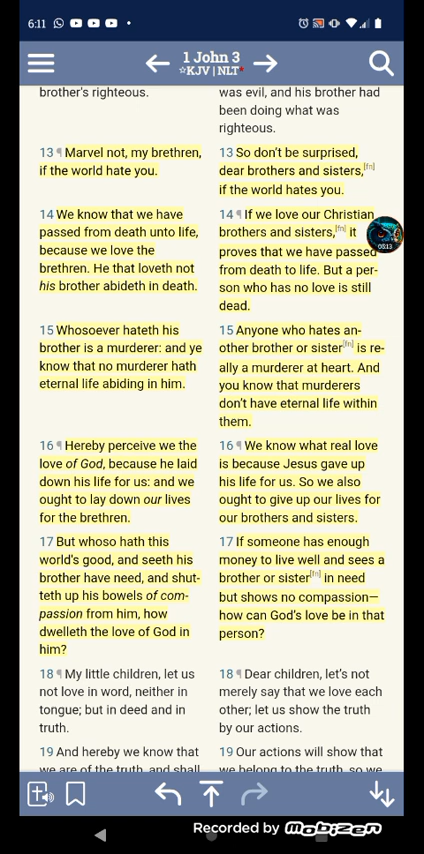 6:11
1 John 3
☆KJV | NLT*
brother's righteous.
13 ¶ Marvel not, my brethren,
if the world hate you.
14 We know that we have
passed from death unto life,
because we love the
brethren. He that loveth not
his brother abideth in death.
15 Whosoever hateth his
brother is a murderer: and ye
know that no murderer hath
eternal life abiding in him.
16 ¶ Hereby perceive we the
love of God, because he laid
down his life for us: and we
ought to lay down our lives
for the brethren.
17 But whoso hath this
world's good, and seeth his
brother have need, and shut-
teth up his bowels of com-
passion from him, how
dwelleth the love of God in
him?
18 ¶ My little children, let us
not love in word, neither in
tongue; but in deed and in
truth.
19 And hereby we know that
we are of the truth, and shall
was evil, and his brother had
been doing what was
righteous.
13 So don't be surprised,
dear brothers and sisters,[fn]
if the world hates you.
14 ¶ If we love our Christian
brothers and sisters,[fn] it
proves that we have passed
from death to life. But a per-
son who has no love is still
dead.
15 Anyone who hates an-
other brother or sister[fn] is re-
ally a murderer at heart. And
you know that murderers
don't have eternal life within
them.
16 ¶ We know what real love
is because Jesus gave up
his life for us. So we also
ought to give up our lives for
our brothers and sisters.
17 If someone has enough
money to live well and sees a
brother or sister[fn] in need
but shows no compassion—
how can God's love be in that
person?
18 ¶ Dear children, let's not
merely say that we love each
other; let us show the truth
by our actions.
19 Our actions will show that
we belong to the truth, so we
03:13
Recorded by Mobizen